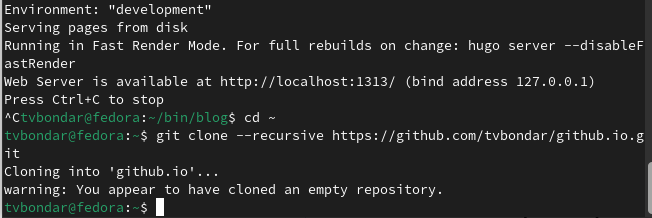 Environment: "development"
Serving pages from disk
Running in Fast Render Mode. For full rebuilds on change: hugo server --disableF
astRender
Web Server is available at http://localhost:1313/ (bind address 127.0.0.1)
Press Ctrl+C to stop
^Ctvbondar@fedora:~/bin/blog$ cd ~
tvbondar@fedora:~$ git clone --recursive https://github.com/tvbondar/github.io.g
it
Cloning into 'github.io'...
warning: You appear to have cloned an empty repository.
tvbondar@fedora:~$